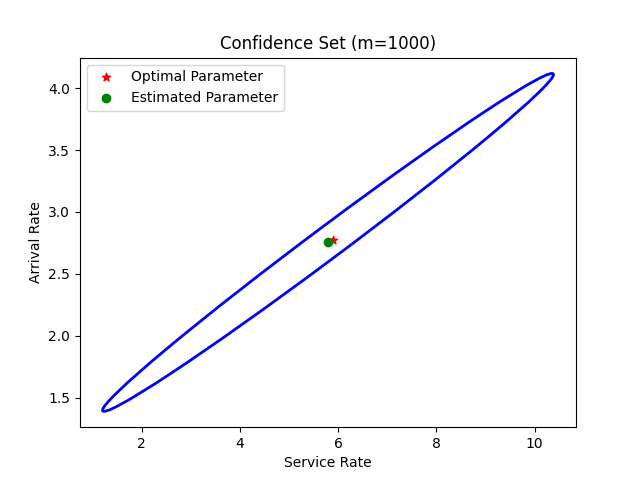 Confidence Set (m=1000)
Optimal Parameter
Estimated Parameter
4.0
3.5
3.0
2.5
2.0
1.5
Arrival Rate
2 4 6 8 10
Service Rate